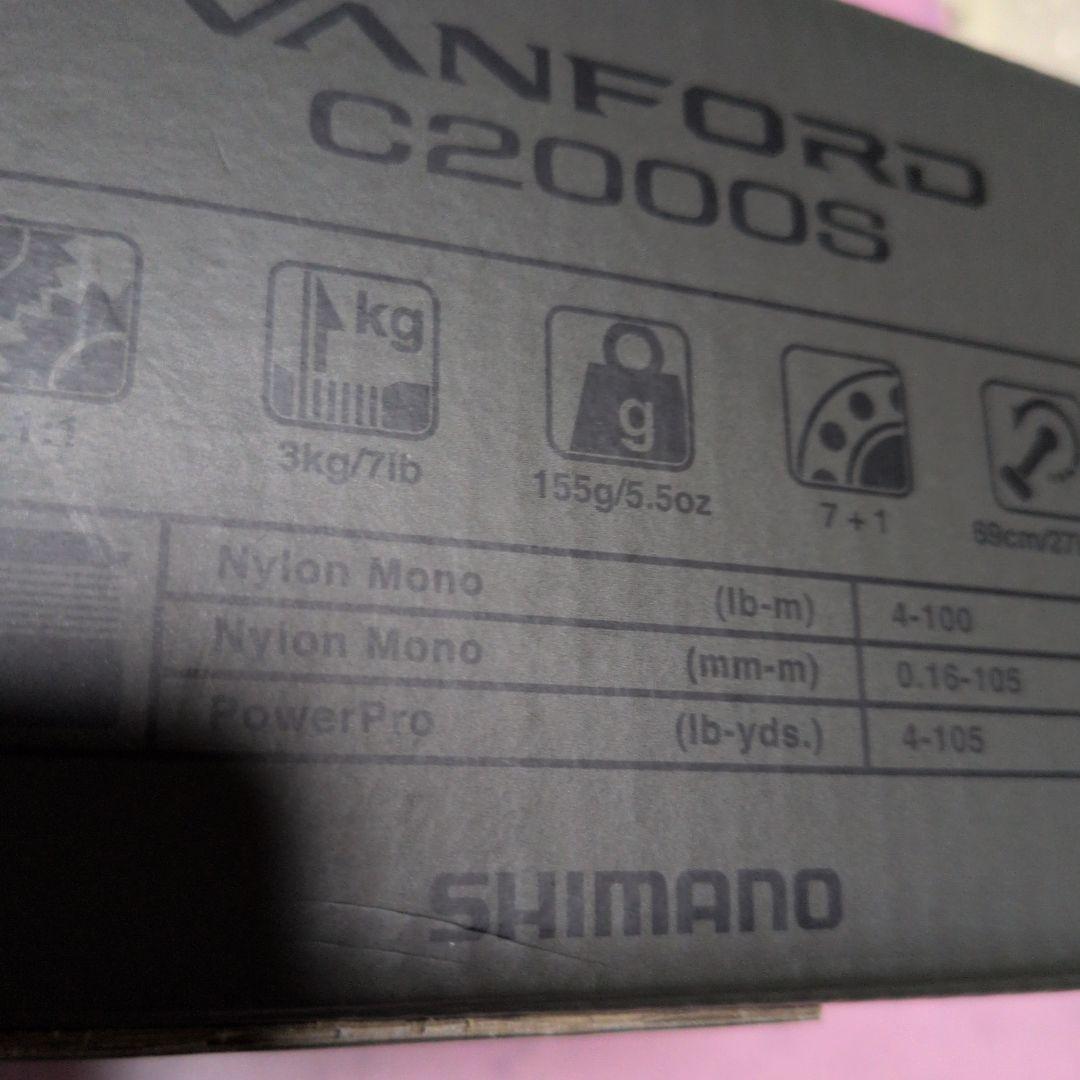 VANFORD
C2000S
kg
g
3kg/7lb
155g/5.5oz
7+1
Nylon Mono (lb-m) 4-100
Nylon Mono (mm-m) 0.16-105
PowerPro (lb-yds.) 4-105
SHIMANO